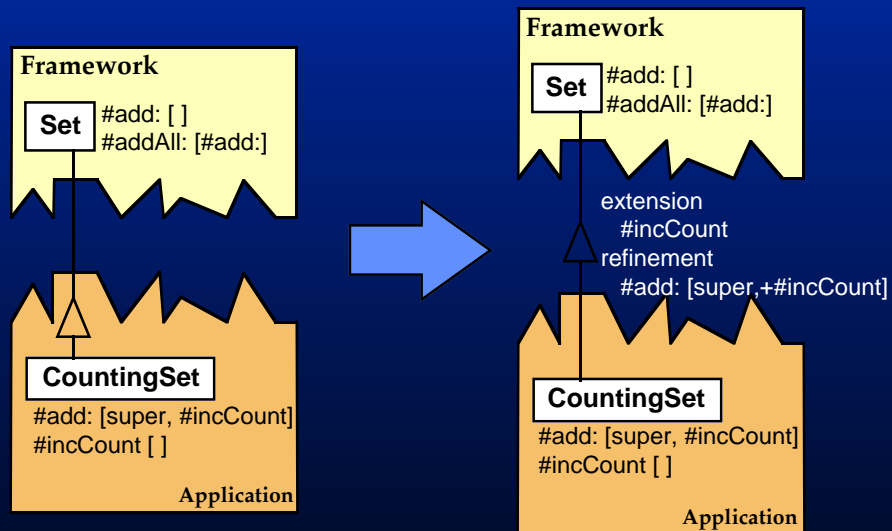 Framework
Set
#add: [ ]
#addAll: [#add:]
CountingSet
#add: [super, #incCount]
#incCount [ ]
Application
Framework
Set
#add: [ ]
#addAll: [#add:]
extension
#incCount
refinement
#add: [super,+#incCount]
CountingSet
#add: [super, #incCount]
#incCount [ ]
Application